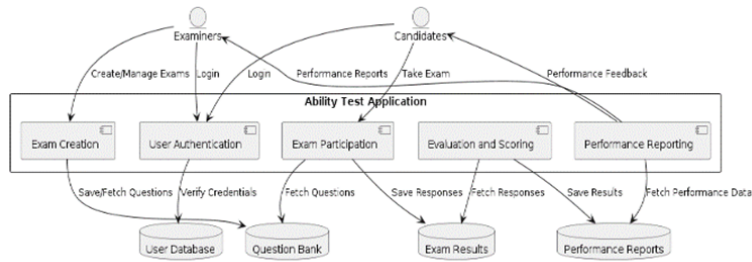 Examiners
Candidates
Create/Manage Exams
Login
Login
Performance Reports
Take Exam
Performance Feedback
Ability Test Application
Exam Creation
User Authentication
Exam Participation
Evaluation and Scoring
Performance Reporting
Save/Fetch Questions
Verify Credentials
Fetch Questions
Save Responses
Fetch Responses
Save Results
Fetch Performance Data
User Database
Question Bank
Exam Results
Performance Reports